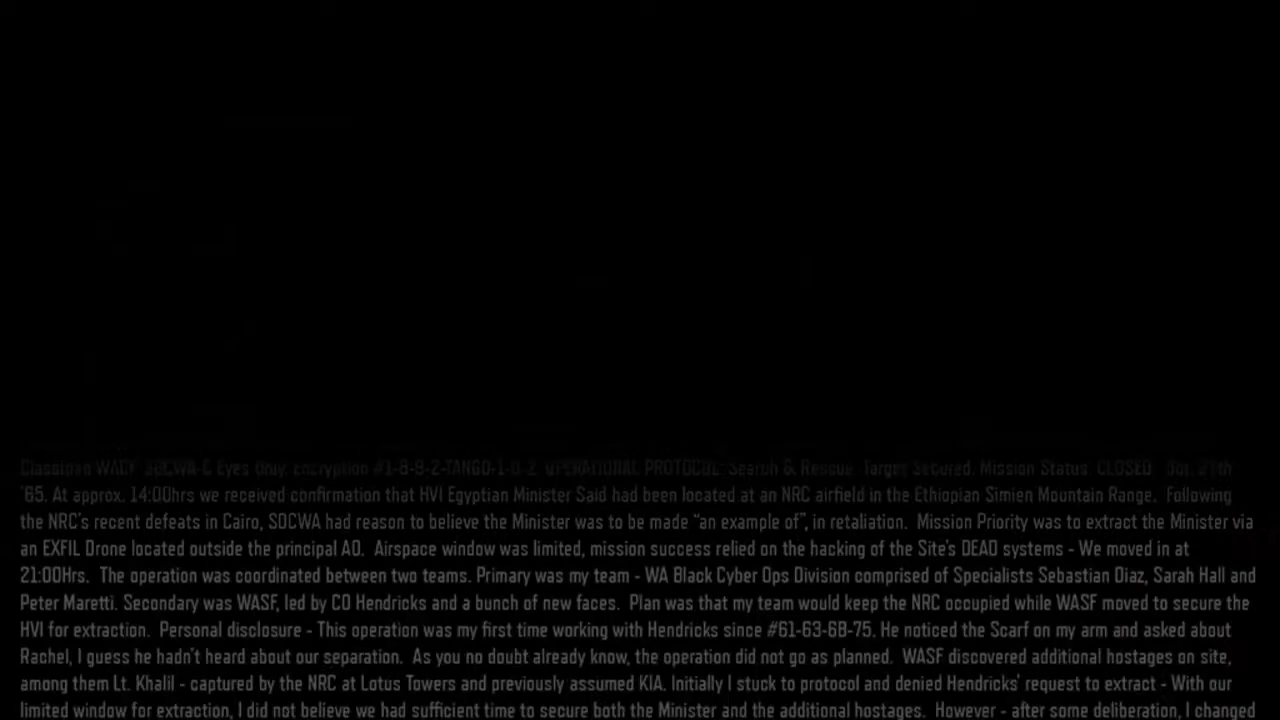 Classified WACV SOCWA-E Eyes Only. Encryption #1-8-9-2-TANGO-1-0-2. OPERATIONAL PROTOCOL: Search & Rescue. Target Secured. Mission Status: CLOSED. Oct. 27th
'65. At approx. 14:00hrs we received confirmation that HVI Egyptian Minister Said had been located at an NRC airfield in the Ethiopian Simien Mountain Range. Following
the NRC's recent defeats in Cairo, SOCWA had reason to believe the Minister was to be made “an example of”, in retaliation. Mission Priority was to extract the Minister via
an EXFIL Drone located outside the principal AO. Airspace window was limited, mission success relied on the hacking of the Site's DEAD systems - We moved in at
21:00Hrs. The operation was coordinated between two teams. Primary was my team - WA Black Cyber Ops Division comprised of Specialists Sebastian Diaz, Sarah Hall and
Peter Maretti. Secondary was WASF, led by CO Hendricks and a bunch of new faces. Plan was that my team would keep the NRC occupied while WASF moved to secure the
HVI for extraction. Personal disclosure - This operation was my first time working with Hendricks since #61-63-6B-75. He noticed the Scarf on my arm and asked about
Rachel, I guess he hadn't heard about our separation. As you no doubt already know, the operation did not go as planned. WASF discovered additional hostages on site,
among them Lt. Khalil - captured by the NRC at Lotus Towers and previously assumed KIA. Initially I stuck to protocol and denied Hendricks' request to extract - With our
limited window for extraction, I did not believe we had sufficient time to secure both the Minister and the additional hostages. However - after some deliberation, I changed